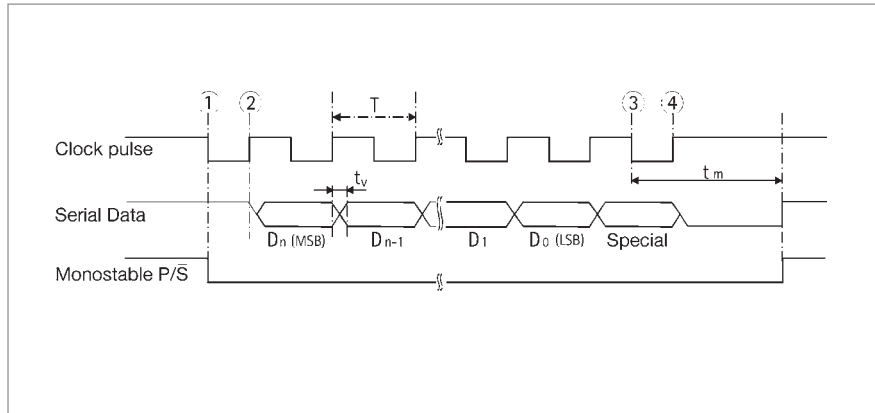 ① ② T ③ ④
Clock pulse
tv tm
Serial Data
Dn (MSB) Dn-1 D1 D0 (LSB) Special
Monostable P/S̅